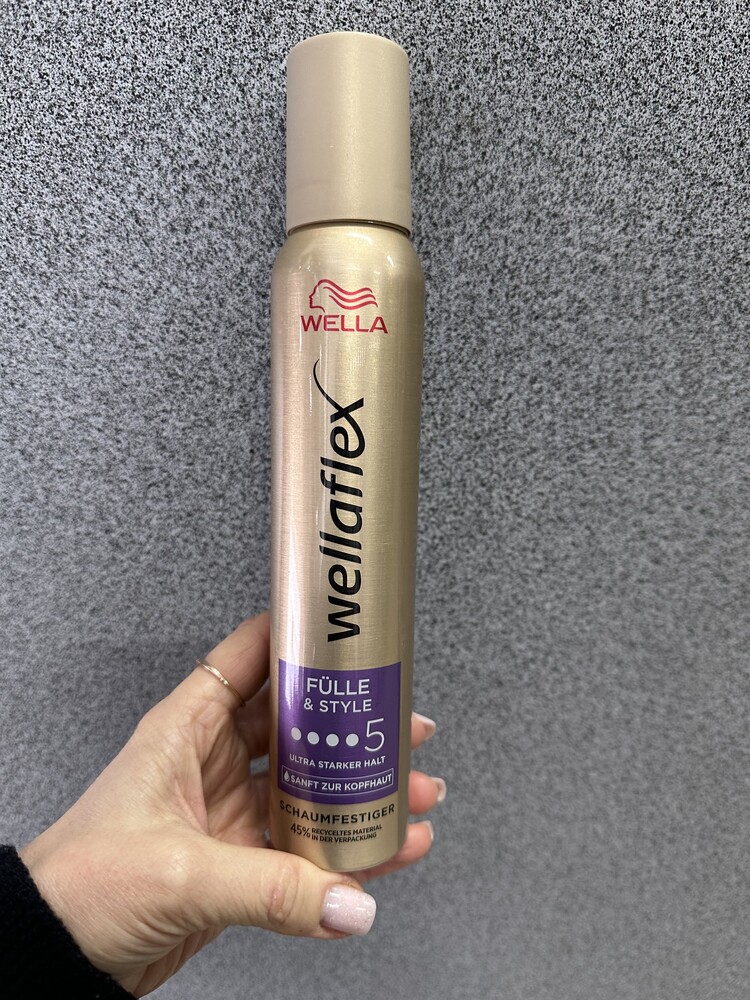 WELLA
wellaflex
FÜLLE
& STYLE
5
ULTRA STARKER HALT
SANFT ZUR KOPFHAUT
SCHAUMFESTIGER
45% RECYCELTES MATERIAL
IN DER VERPACKUNG